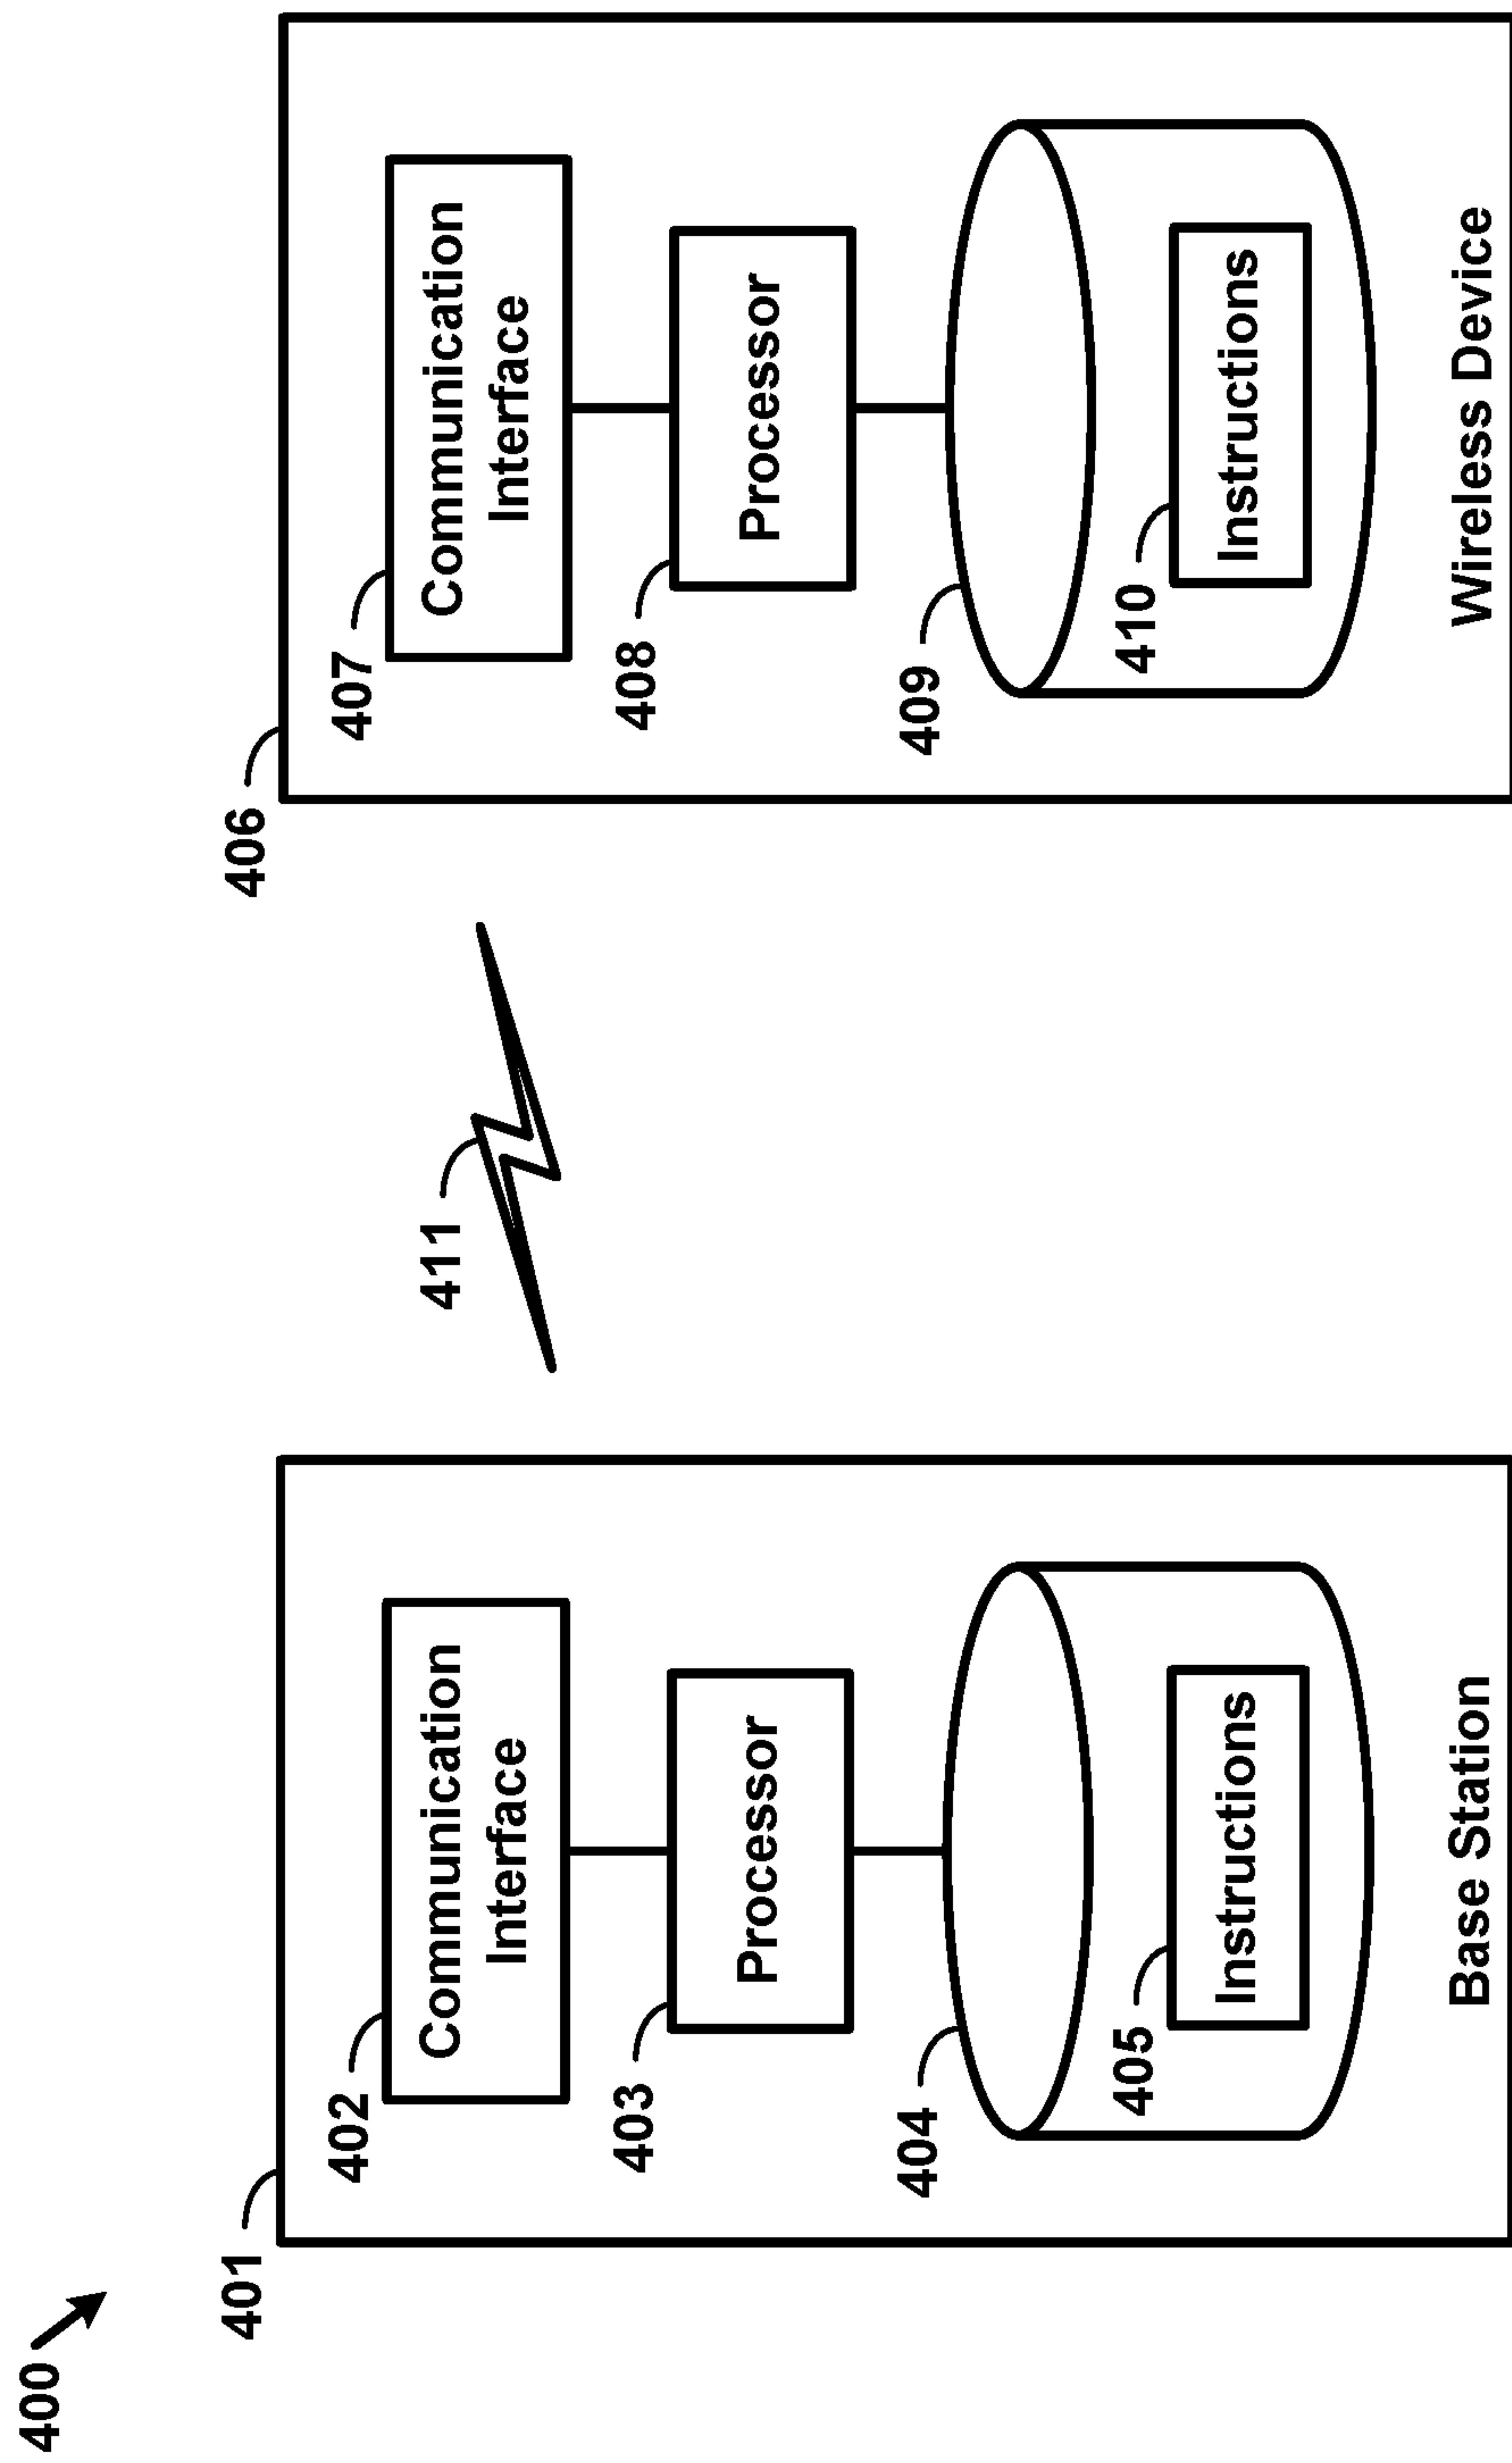 400
401
402
Communication
Interface
403
Processor
404
405
Instructions
Base Station
411
406
407
Communication
Interface
408
Processor
409
410
Instructions
Wireless Device